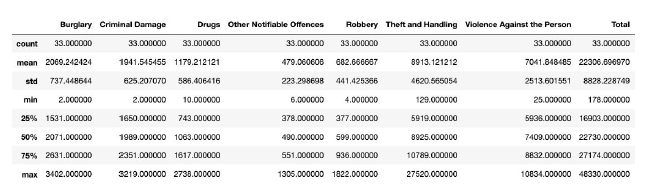 Burglary Criminal Damage Drugs Other Notifiable Offences Robbery Theft and Handling Violence Against the Person Total
count 33.000000 33.000000 33.000000 33.000000 33.000000 33.000000 33.000000 33.000000
mean 2069.242424 1941.545455 1179.212121 479.060606 682.666667 8913.121212 7041.848485 22306.696970
std 737.448644 625.207070 586.406416 223.298698 441.425366 4620.565054 2513.601551 8828.228749
min 2.000000 2.000000 10.000000 6.000000 4.000000 129.000000 25.000000 178.000000
25% 1531.000000 1650.000000 743.000000 378.000000 377.000000 5919.000000 5936.000000 16903.000000
50% 2071.000000 1989.000000 1063.000000 490.000000 599.000000 8925.000000 7409.000000 22730.000000
75% 2631.000000 2351.000000 1617.000000 551.000000 936.000000 10789.000000 8832.000000 27174.000000
max 3402.000000 3219.000000 2738.000000 1305.000000 1822.000000 27520.000000 10834.000000 48330.000000